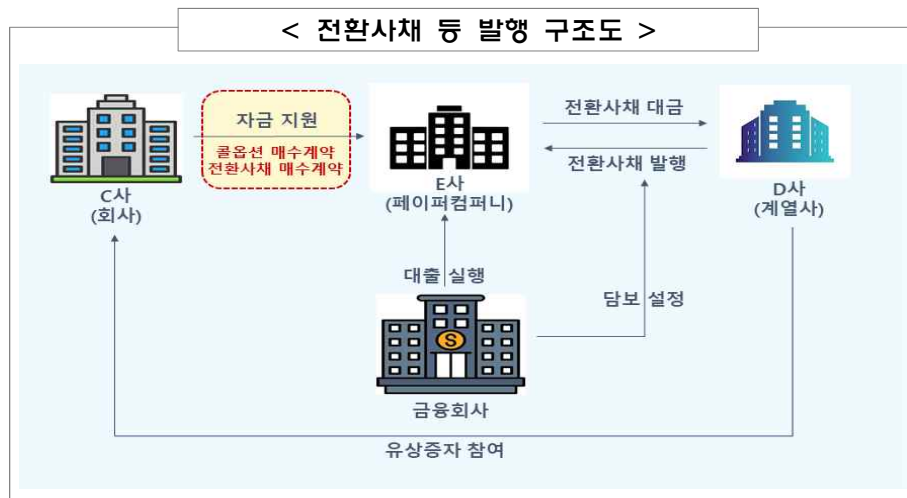 < 전환사채 등 발행 구조도 >
자금 지원
콜옵션 매수계약
전환사채 매수계약
전환사채 대금
전환사채 발행
C사
(회사)
E사
(페이퍼컴퍼니)
D사
(계열사)
대출 실행
담보 설정
S
금융회사
유상증자 참여